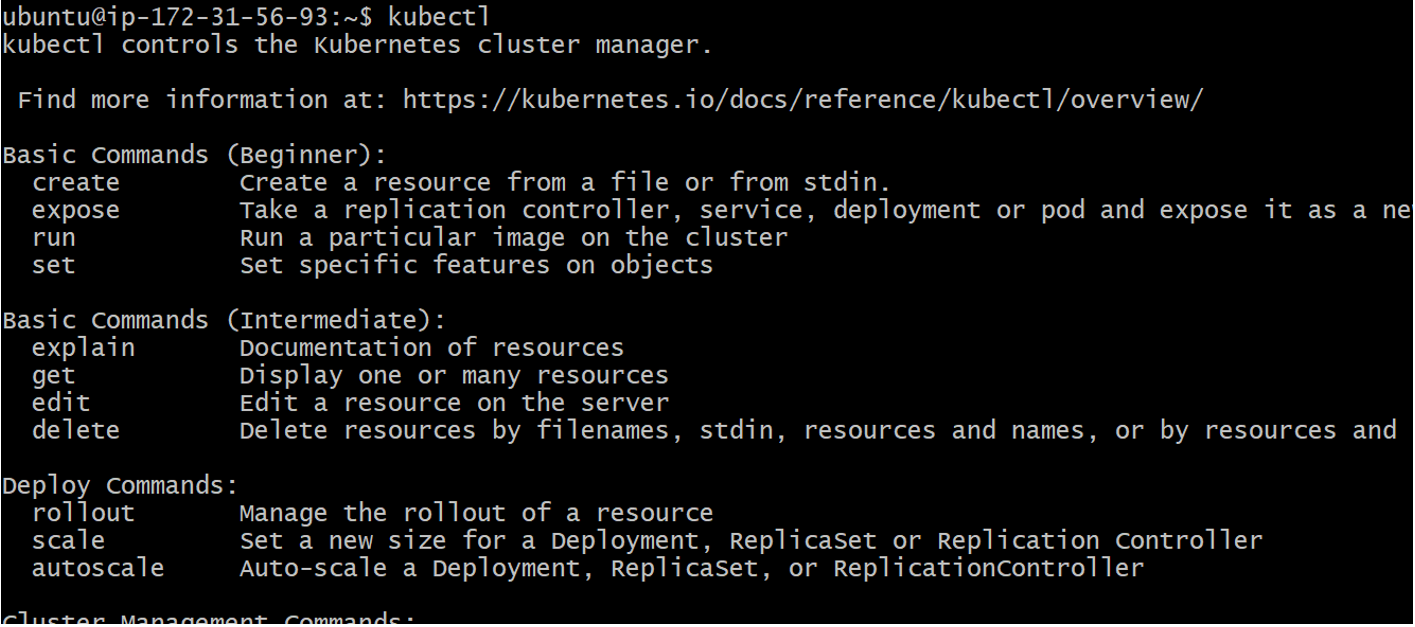 ubuntu@ip-172-31-56-93:~$ kubectl
kubectl controls the Kubernetes cluster manager.
Find more information at: https://kubernetes.io/docs/reference/kubectl/overview/
Basic Commands (Beginner):
create Create a resource from a file or from stdin.
expose Take a replication controller, service, deployment or pod and expose it as a
run Run a particular image on the cluster
set Set specific features on objects
Basic Commands (Intermediate):
explain Documentation of resources
get Display one or many resources
edit Edit a resource on the server
delete Delete resources by filenames, stdin, resources and names, or by resources and
Deploy Commands:
rollout Manage the rollout of a resource
scale Set a new size for a Deployment, ReplicaSet or Replication Controller
autoscale Auto-scale a Deployment, ReplicaSet, or ReplicationController
Cluster Management Commands: